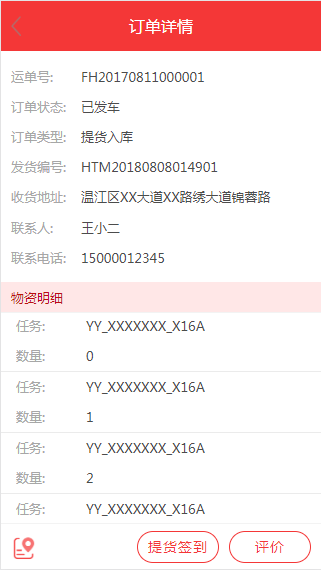 订单详情
运单号: FH20170811000001
订单状态: 已发车
订单类型: 提货入库
发货编号: HTM20180808014901
收货地址: 温江区XX大道XX路绣大道锦蓉路
联系人: 王小二
联系电话: 15000012345
物资明细
任务: YY_XXXXXXX_X16A
数量: 0
任务: YY_XXXXXXX_X16A
数量: 1
任务: YY_XXXXXXX_X16A
数量: 2
任务: YY_XXXXXXX_X16A
提货签到 评价